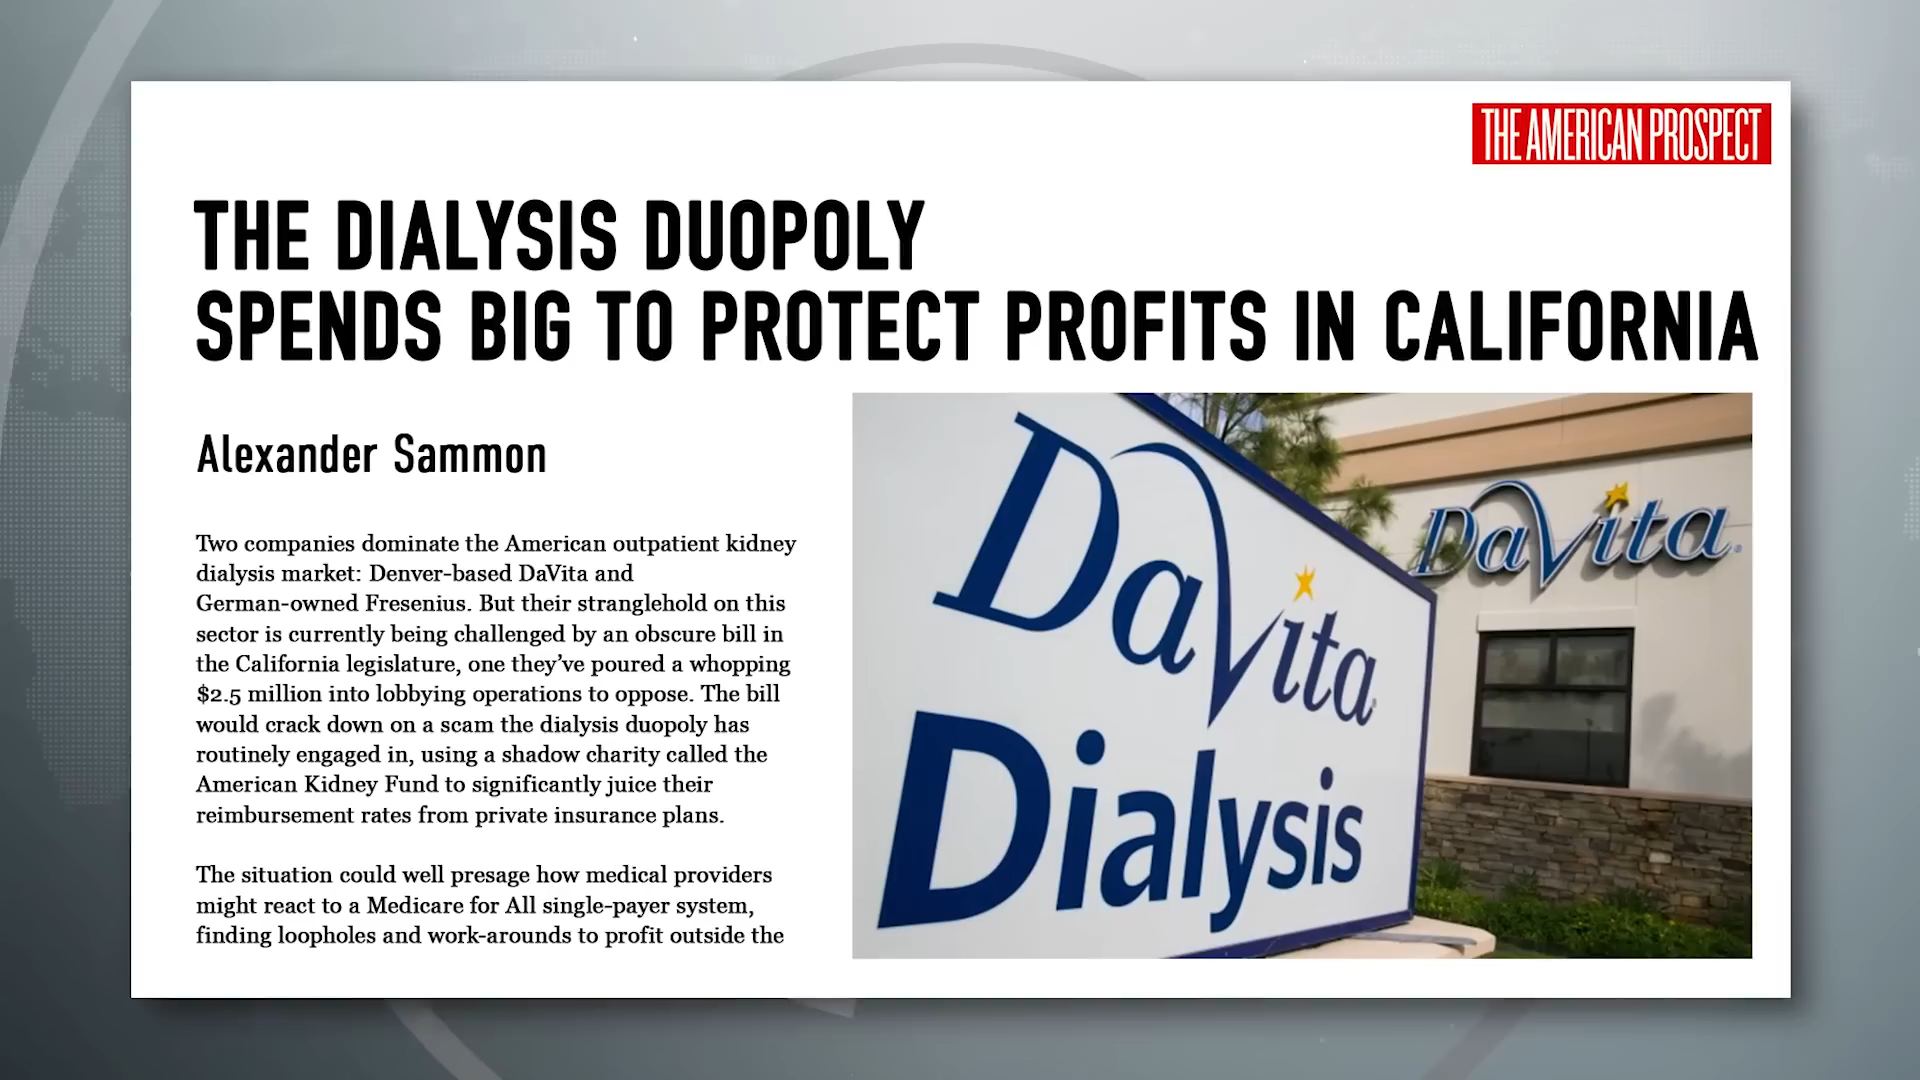 THE AMERICAN PROSPECT
THE DIALYSIS DUOPOLY
SPENDS BIG TO PROTECT PROFITS IN CALIFORNIA
Alexander Sammon
Two companies dominate the American outpatient kidney
dialysis market: Denver-based DaVita and
German-owned Fresenius. But their stranglehold on this
sector is currently being challenged by an obscure bill in
the California legislature, one they’ve poured a whopping
$2.5 million into lobbying operations to oppose. The bill
would crack down on a scam the dialysis duopoly has
routinely engaged in, using a shadow charity called the
American Kidney Fund to significantly juice their
reimbursement rates from private insurance plans.
The situation could well presage how medical providers
might react to a Medicare for All single-payer system,
finding loopholes and work-arounds to profit outside the
DaVita
Dialysis
DaVita